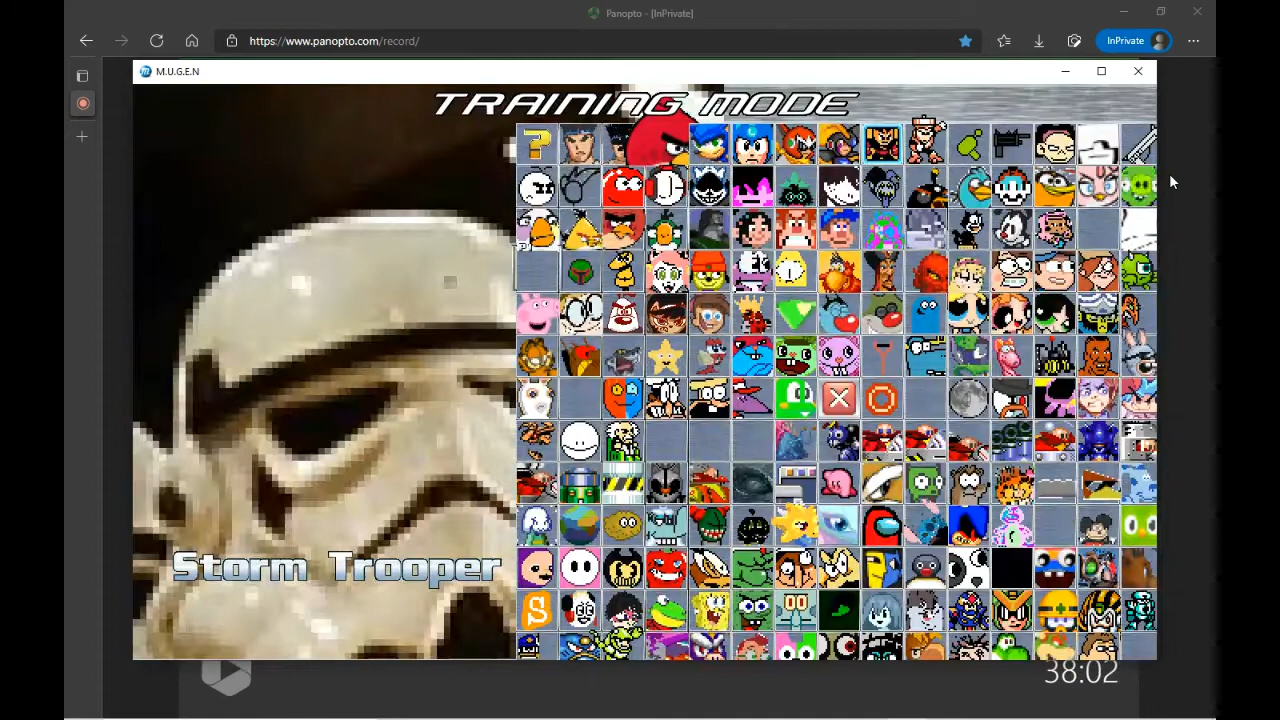 Panopto - [InPrivate]
https://www.panopto.com/record/
InPrivate
M.U.G.E.N
TRAINING MODE
?
Storm Trooper
S
38:02